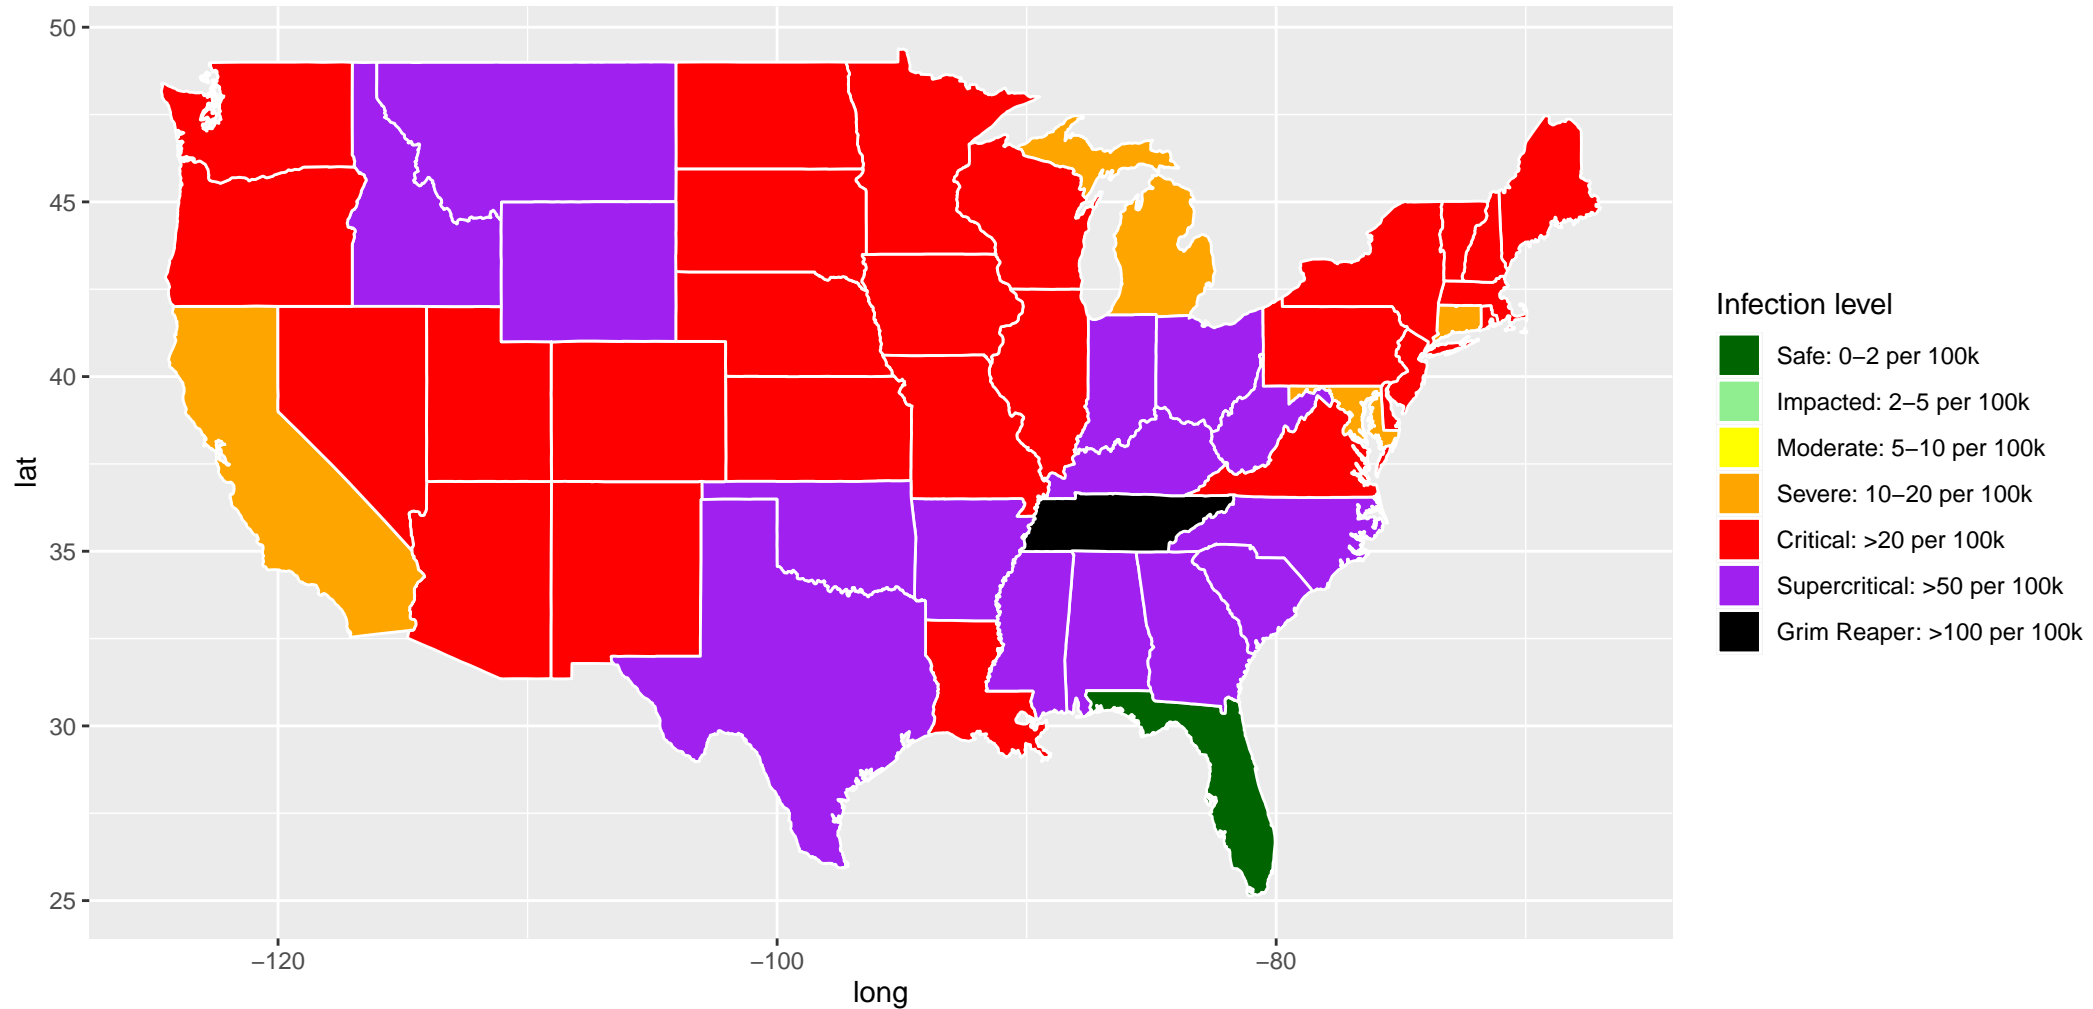 50
45
40
35
30
25
lat
−120
−100
−80
long
Infection level
Safe: 0−2 per 100k
Impacted: 2−5 per 100k
Moderate: 5−10 per 100k
Severe: 10−20 per 100k
Critical: >20 per 100k
Supercritical: >50 per 100k
Grim Reaper: >100 per 100k